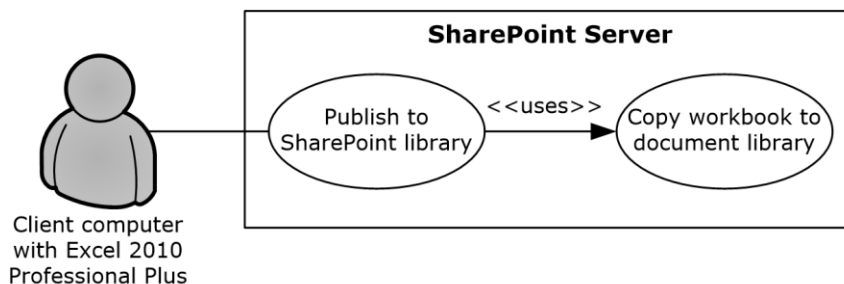 SharePoint Server
Publish to
SharePoint library
<<uses>>
Copy workbook to
document library
Client computer
with Excel 2010
Professional Plus